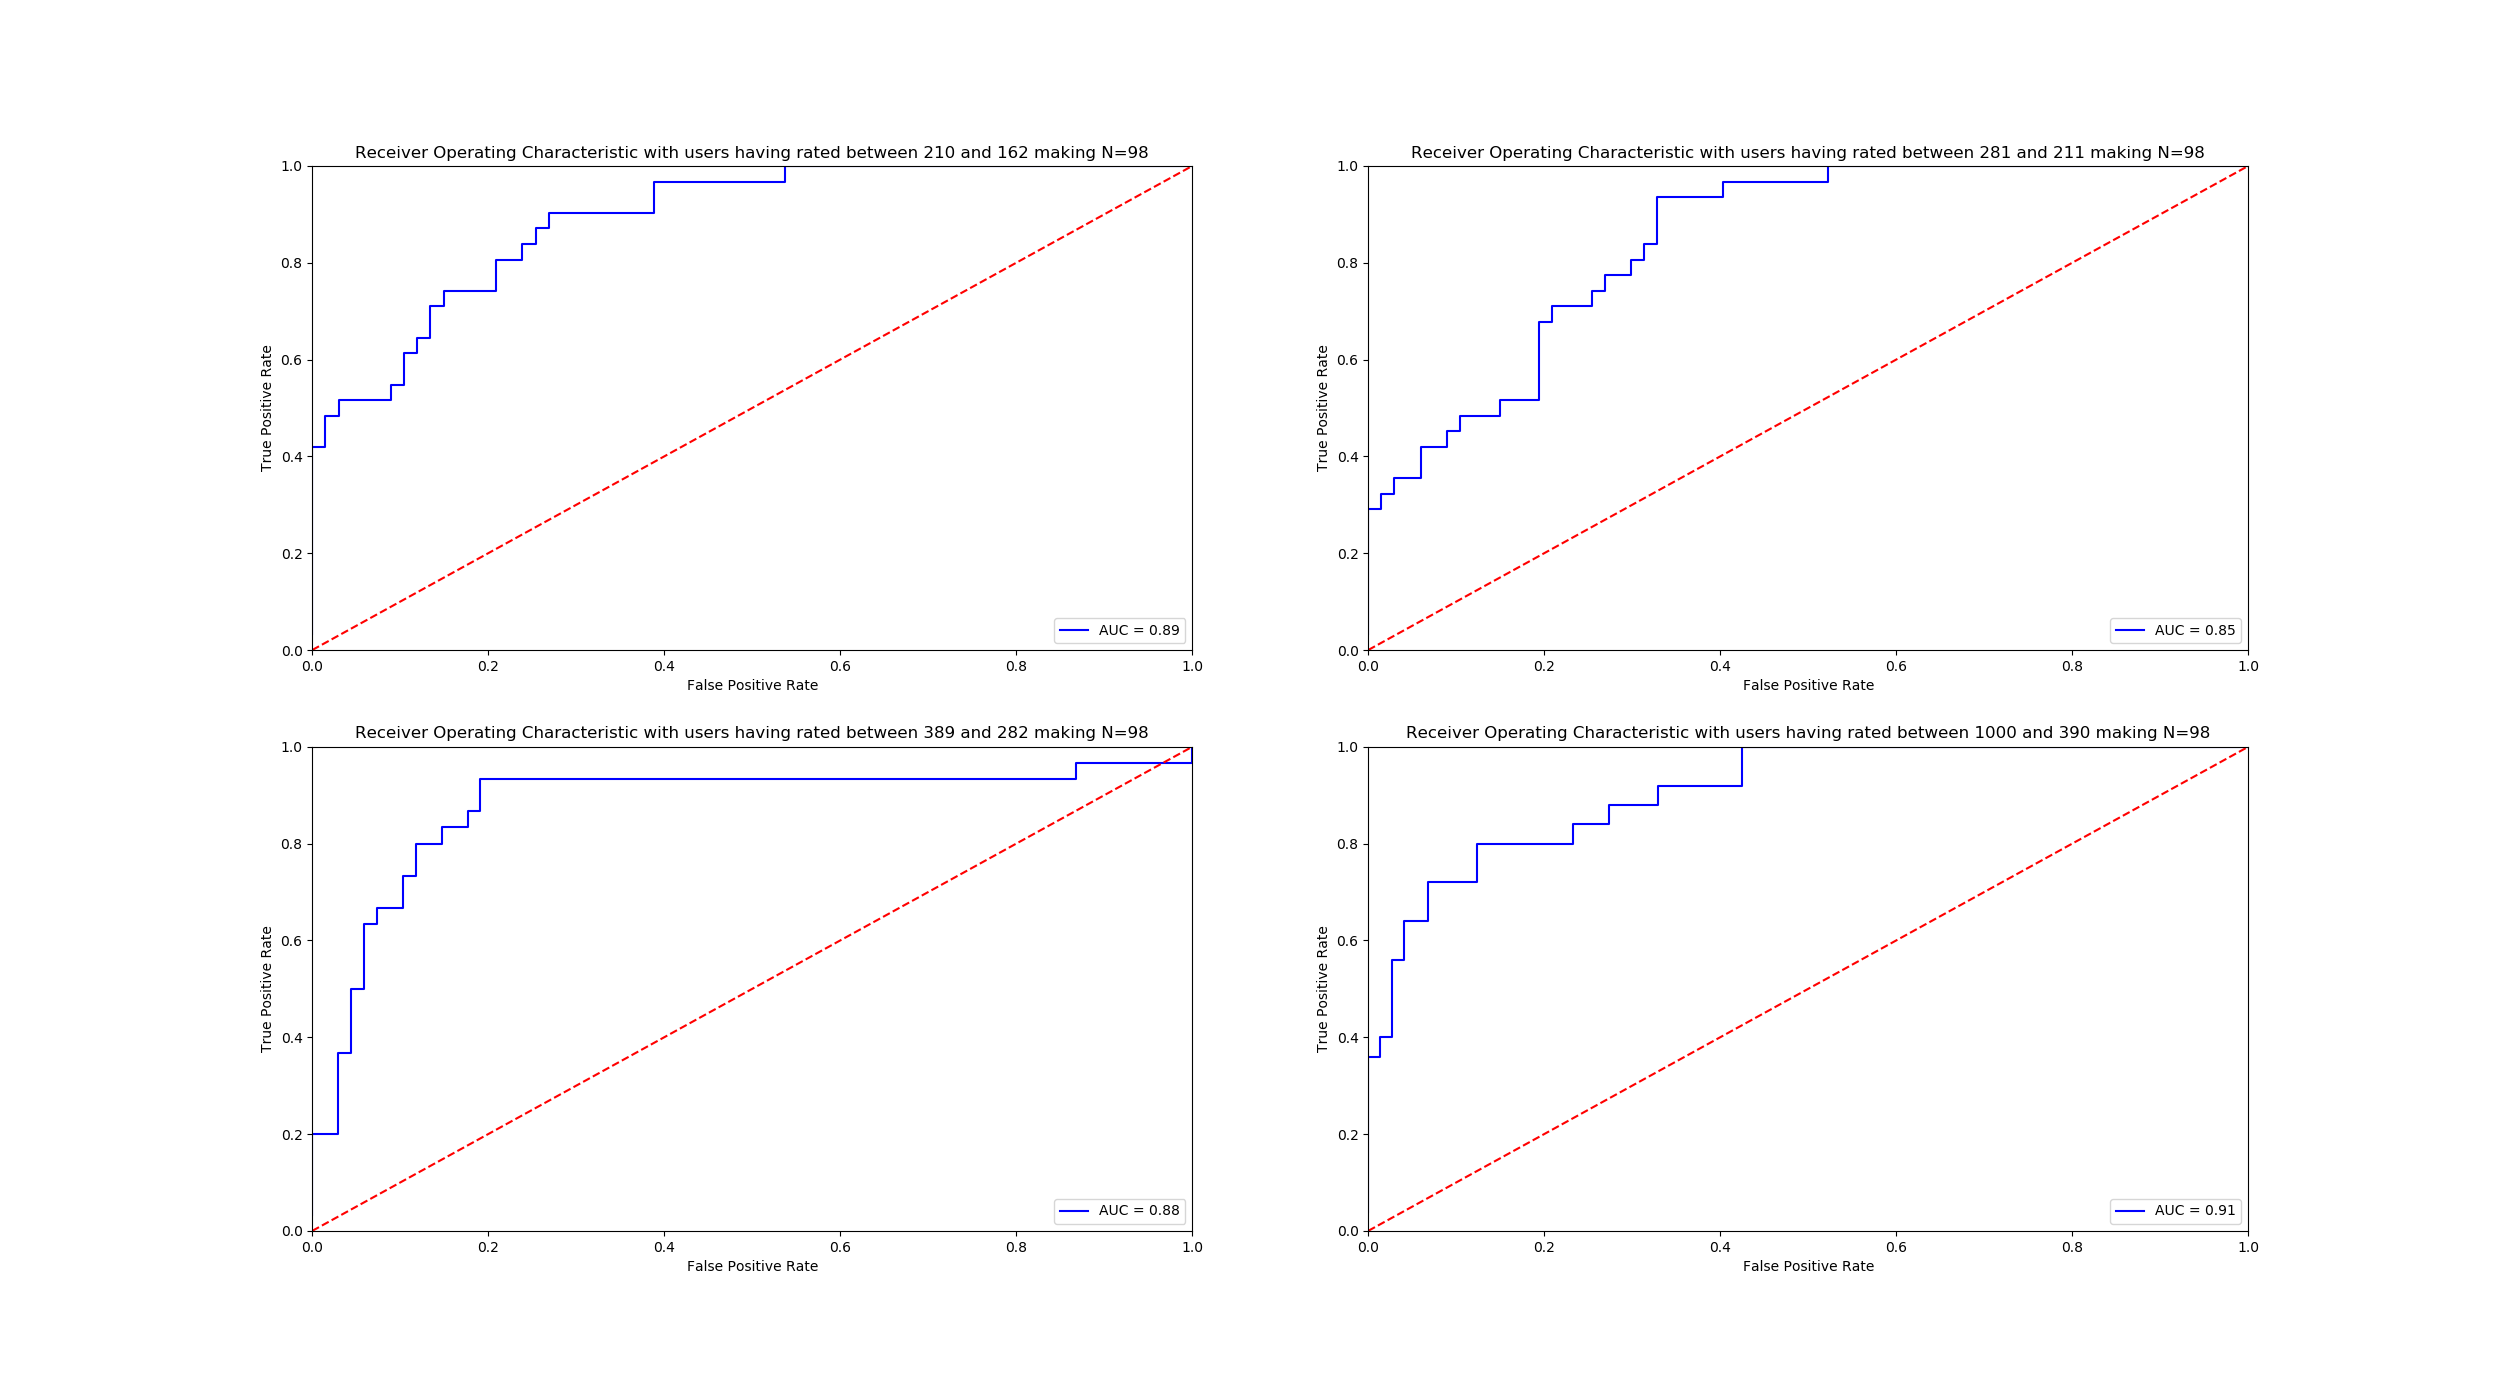 Receiver Operating Characteristic with users having rated between 210 and 162 making N=98
1.0
0.8
0.6
0.4
0.2
0.0
True Positive Rate
AUC = 0.89
0.0 0.2 0.4 0.6 0.8 1.0
False Positive Rate
Receiver Operating Characteristic with users having rated between 281 and 211 making N=98
1.0
0.8
0.6
0.4
0.2
0.0
True Positive Rate
AUC = 0.85
0.0 0.2 0.4 0.6 0.8 1.0
False Positive Rate
Receiver Operating Characteristic with users having rated between 389 and 282 making N=98
1.0
0.8
0.6
0.4
0.2
0.0
True Positive Rate
AUC = 0.88
0.0 0.2 0.4 0.6 0.8 1.0
False Positive Rate
Receiver Operating Characteristic with users having rated between 1000 and 390 making N=98
1.0
0.8
0.6
0.4
0.2
0.0
True Positive Rate
AUC = 0.91
0.0 0.2 0.4 0.6 0.8 1.0
False Positive Rate